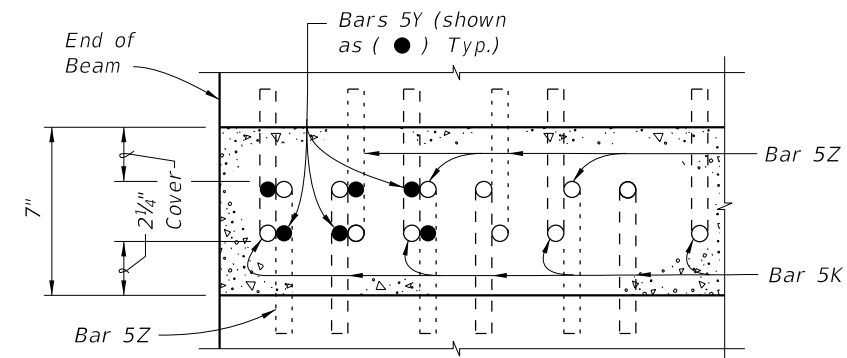 Bars 5Y (shown
as ( ● ) Typ.)
End of
Beam
Bar 5Z
7"
2¼"
Cover
Bar 5K
Bar 5Z